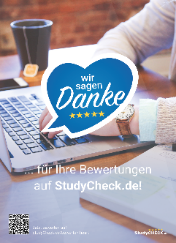 wir
sagen
Danke
... für Ihre Bewertungen
auf StudyCheck.de!
StudyCheck